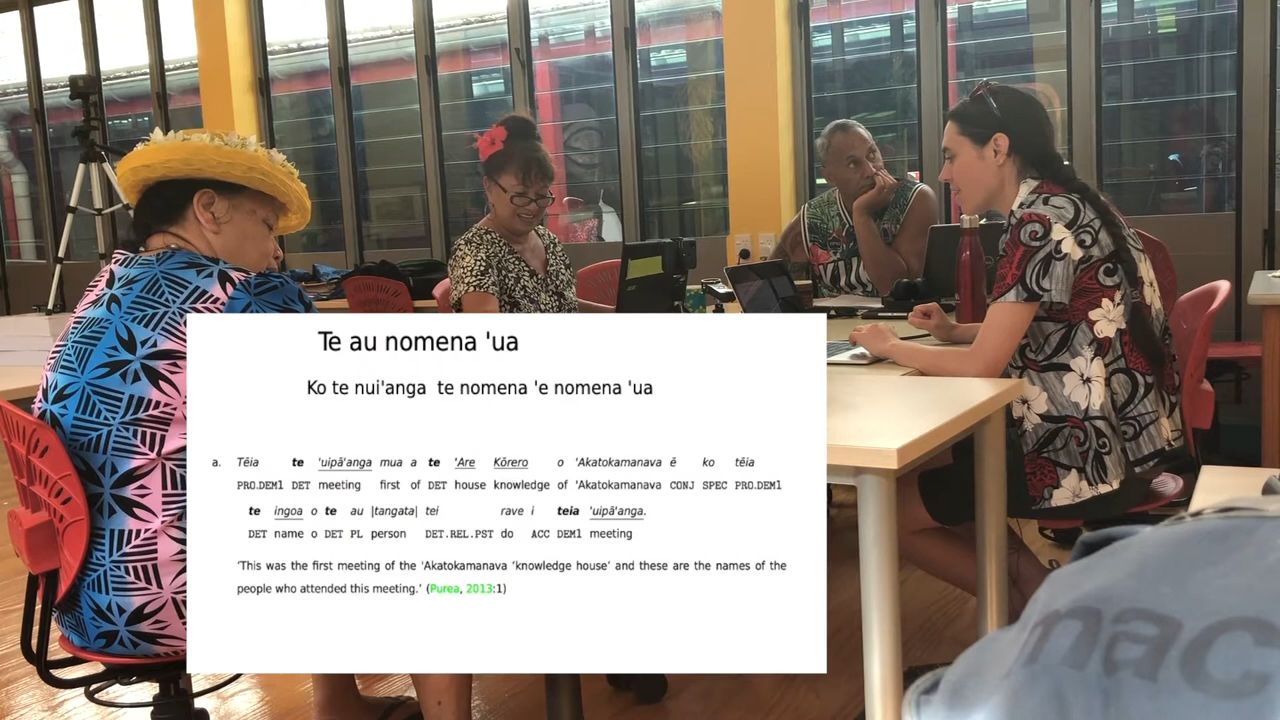 Te au nomena 'ua
Ko te nui'anga te nomena 'e nomena 'ua
a. Tēia te 'uipā'anga mua a te 'Are Kōrero o 'Akatokamanava ē ko tēia
PRO.DEM1 DET meeting first of DET house knowledge of 'Akatokamanava CONJ SPEC PRO.DEM1
te ingoa o te au |tangata| tei rave i teia 'uipā'anga.
DET name o DET PL person DET.REL.PST do ACC DEM1 meeting
'This was the first meeting of the 'Akatokamanava 'knowledge house' and these are the names of the
people who attended this meeting.' (Purea, 2013:1)
nac